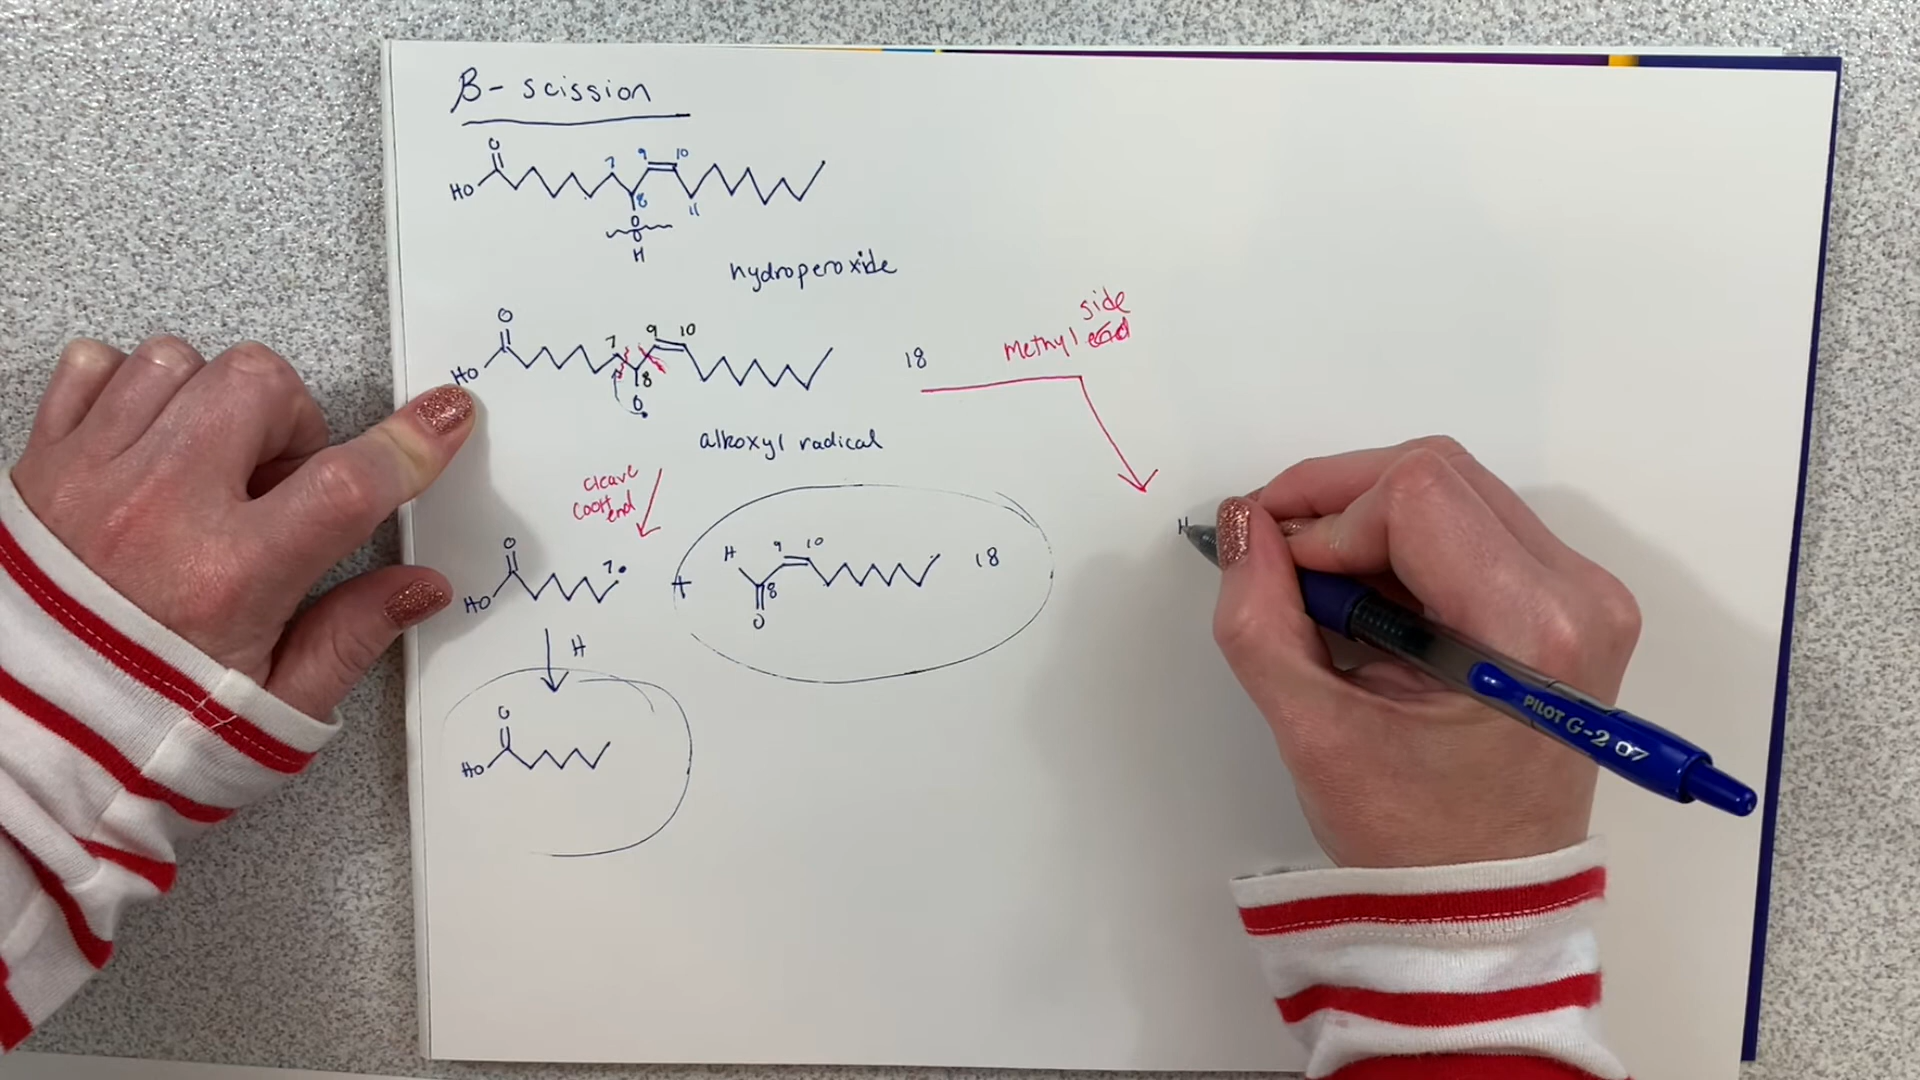 β- scission
O
HO
7
9
10
8
11
O
O
H
hydroperoxide
O
HO
7
9
10
8
O
alkoxyl radical
18
side
Methyl end
cleave
COOH
end
O
HO
7
+
H
8
9
10
O
18
H
O
HO
H
PILOT G-2 07